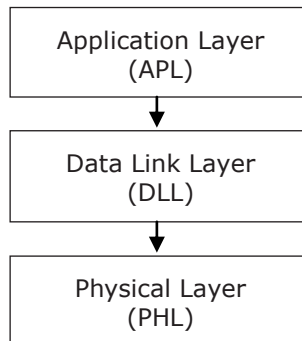 Application Layer
(APL)
Data Link Layer
(DLL)
Physical Layer
(PHL)